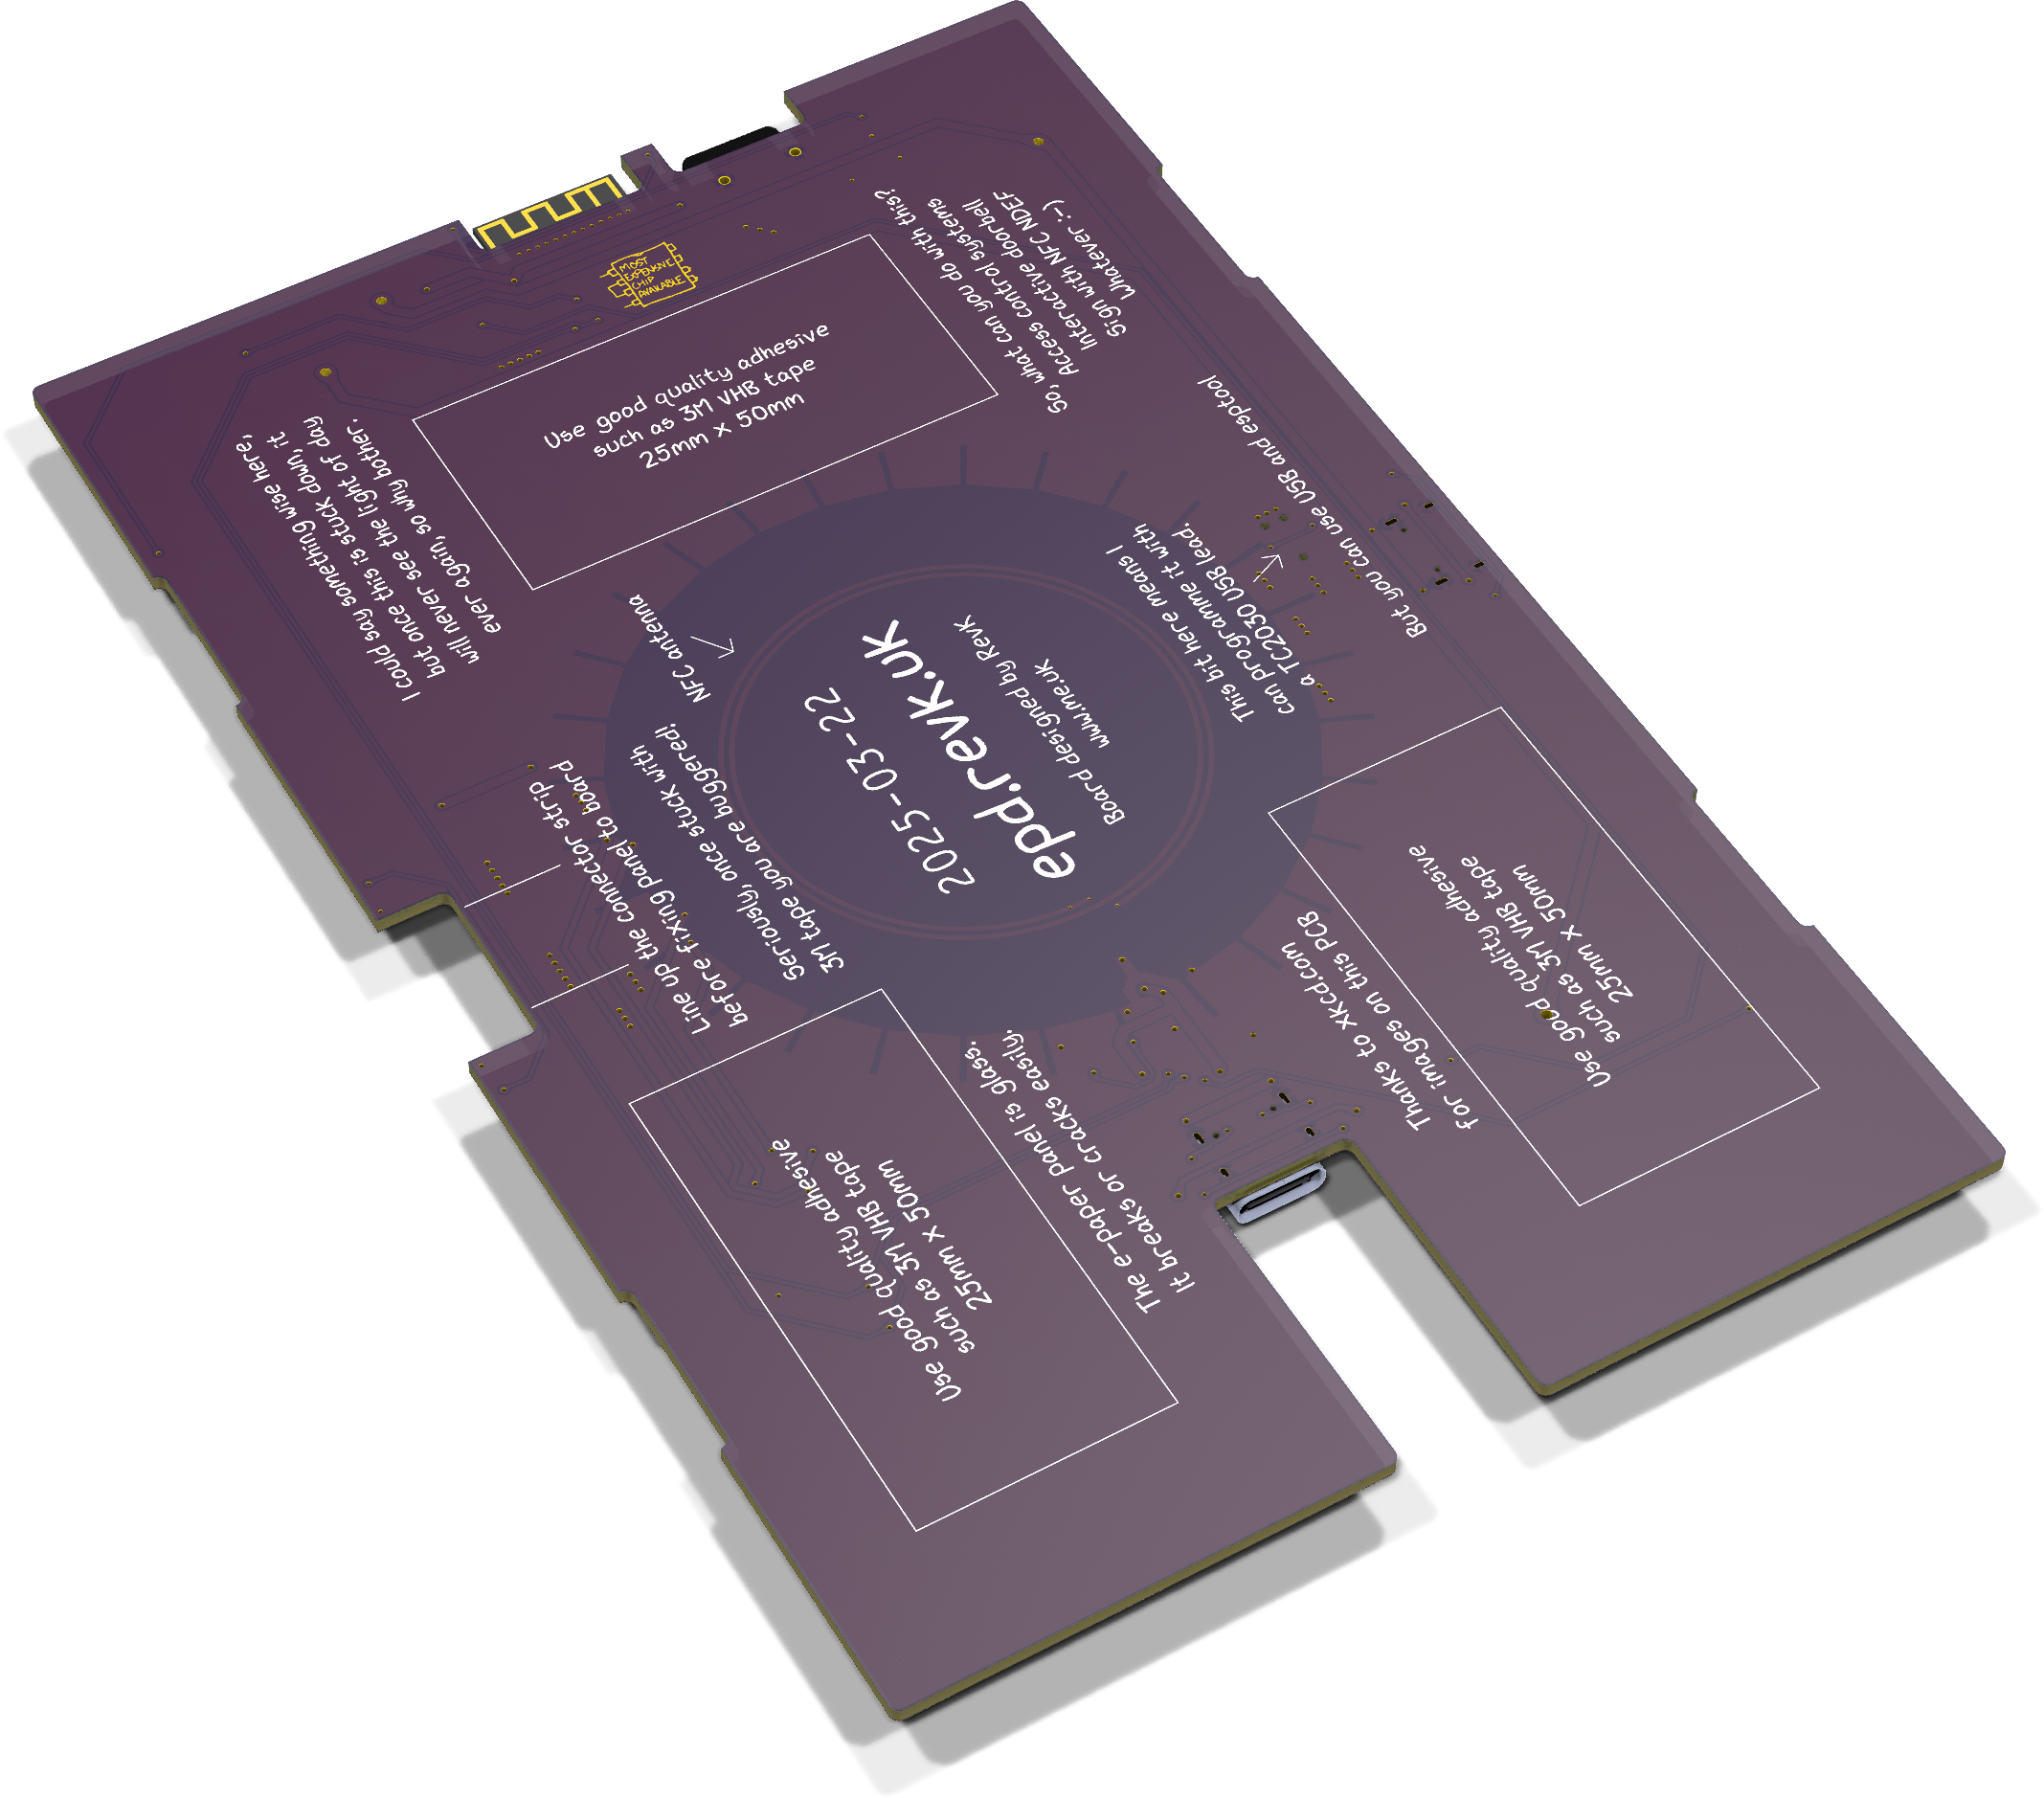 MOST
EXPENSIVE
CHIP
AVAILABLE
Use good quality adhesive
such as 3M VHB tape
25mm x 50mm
So, what can you do with this?
Access control systems
Interactive doorbell
Sign with NFC NDEF
Whatever :-)
I could say something wise here,
but once this is stuck down, it
will never see the light of day
ever again, so why bother.
But you can use USB and esptool
This bit here means I
can programme it with
a TC2030 USB lead.
NFC antenna
2025-03-22
epd.revk.uk
Board designed by RevK
www.me.uk
Seriously, once stuck with
3M tape you are buggered!
Line up the connector strip
before fixing panel to board
Thanks to xkcd.com
for images on this PCB
Use good quality adhesive
such as 3M VHB tape
25mm x 50mm
The e-paper panel is glass.
It breaks or cracks easily.
Use good quality adhesive
such as 3M VHB tape
25mm x 50mm